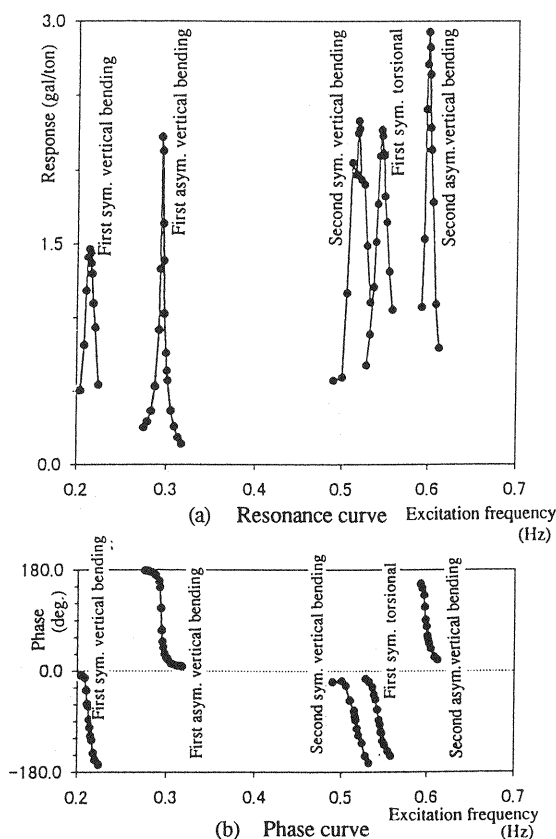 3.0
1.5
0.0
Response (gal/ton)
First sym. vertical bending
First asym. vertical bending
Second sym. vertical bending
First sym. torsional
Second asym. vertical bending
0.2 0.3 0.4 0.5 0.6 0.7
(a) Resonance curve Excitation frequency
(Hz)
180.0
0.0
-180.0
Phase
(deg.)
First sym. vertical bending
First asym. vertical bending
Second sym. vertical bending
First sym. torsional
Second asym. vertical bending
0.2 0.3 0.4 0.5 0.6 0.7
Excitation frequency
(b) Phase curve (Hz)